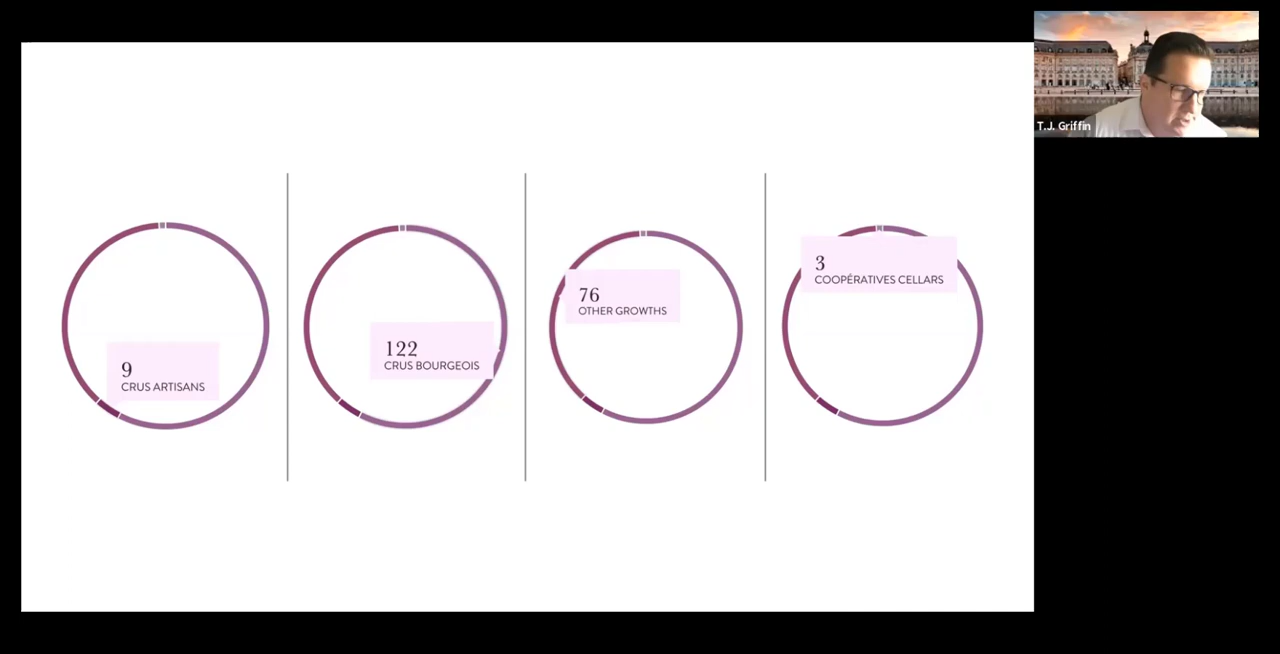 9
CRUS ARTISANS
122
CRUS BOURGEOIS
76
OTHER GROWTHS
3
COOPÉRATIVES CELLARS
T.J. Griffin